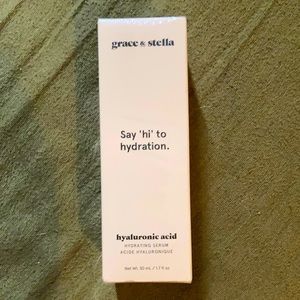 grace & stella
Say 'hi' to
hydration.
hyaluronic acid
HYDRATING SERUM
ACIDE HYALURONIQUE
Net wt. 50 mL / 1.7 fl oz